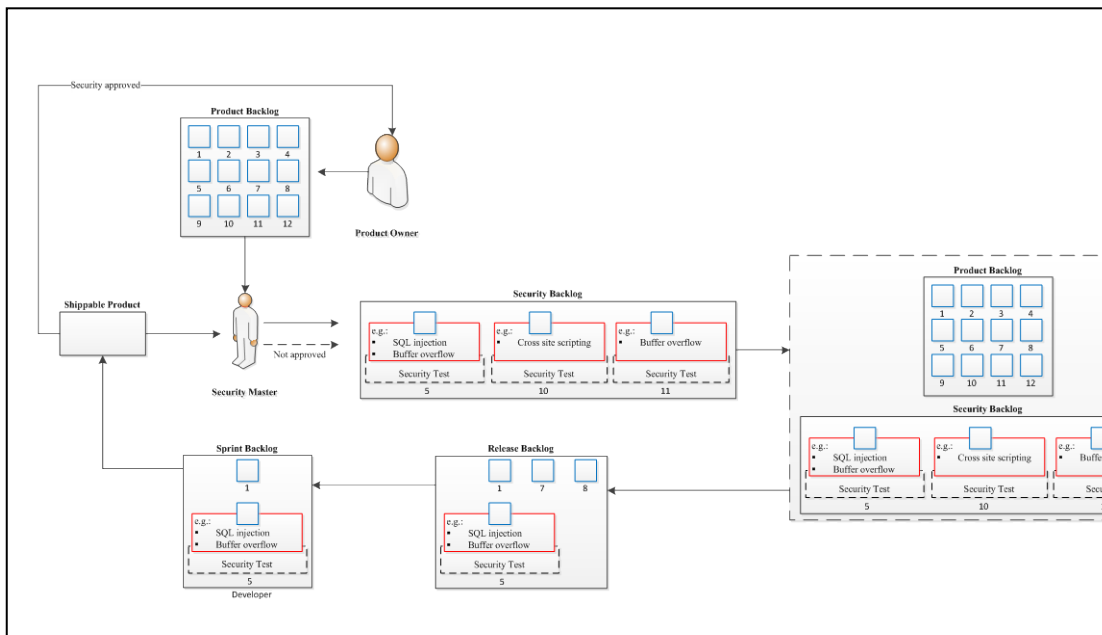 Security approved
Product Backlog
1 2 3 4
5 6 7 8
9 10 11 12
Product Owner
Shippable Product
Security Master
Not approved
Security Backlog
e.g.:
▪ SQL injection
▪ Buffer overflow
Security Test
5
e.g.:
▪ Cross site scripting
Security Test
10
e.g.:
▪ Buffer overflow
Security Test
11
Product Backlog
1 2 3 4
5 6 7 8
9 10 11 12
Security Backlog
e.g.:
▪ SQL injection
▪ Buffer overflow
Security Test
5
e.g.:
▪ Cross site scripting
Security Test
10
e.g.:
Sprint Backlog
1
e.g.:
▪ SQL injection
▪ Buffer overflow
Security Test
5
Developer
Release Backlog
1 7 8
e.g.:
▪ SQL injection
▪ Buffer overflow
Security Test
5